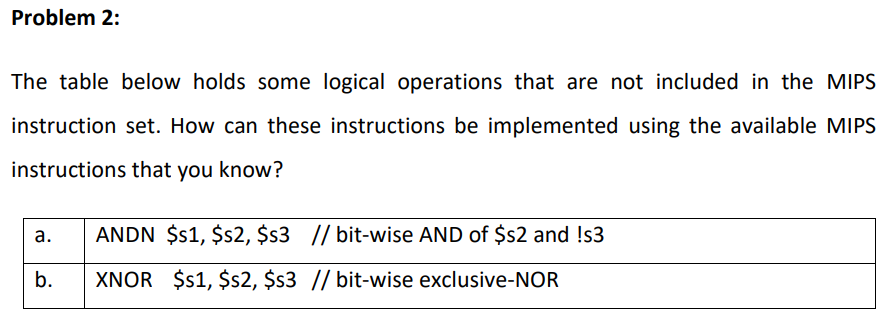 Problem 2:
The table below holds some logical operations that are not included in the MIPS
instruction set. How can these instructions be implemented using the available MIPS
instructions that you know?
a. ANDN $s1, $s2, $s3 // bit-wise AND of $s2 and !s3
b. XNOR $s1, $s2, $s3 // bit-wise exclusive-NOR